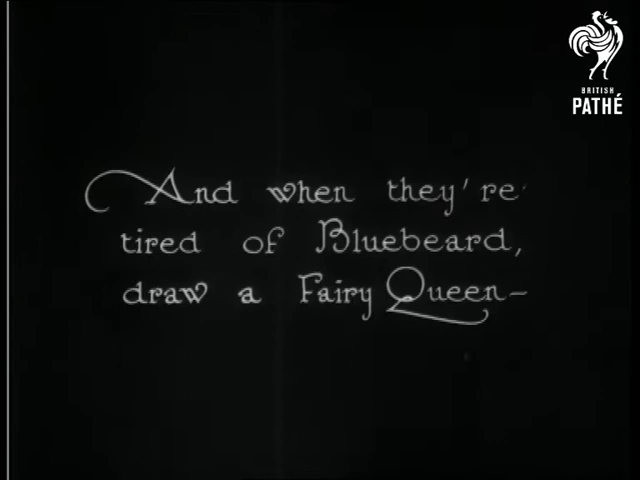 BRITISH
PATHÉ
And when they're
tired of Bluebeard,
draw a Fairy Queen-